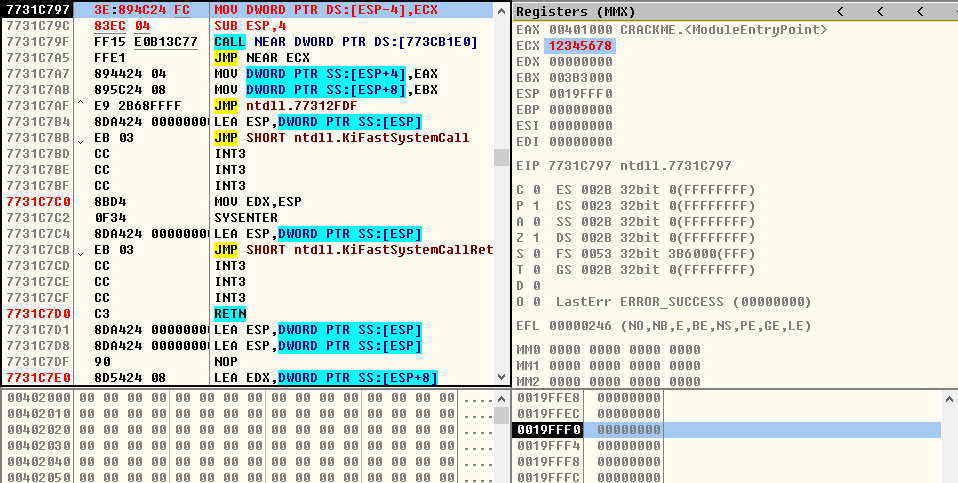 7731C797 3E:894C24 FC MOV DWORD PTR DS:[ESP-4],ECX
7731C79C 83EC 04 SUB ESP,4
7731C79F FF15 E0B13C77 CALL NEAR DWORD PTR DS:[773CB1E0]
7731C7A5 FFE1 JMP NEAR ECX
7731C7A7 894424 04 MOV DWORD PTR SS:[ESP+4],EAX
7731C7AB 895C24 08 MOV DWORD PTR SS:[ESP+8],EBX
7731C7AF ^ E9 2B68FFFF JMP ntdll.77312FDF
7731C7B4 8DA424 0000000 LEA ESP,DWORD PTR SS:[ESP]
7731C7BB EB 03 JMP SHORT ntdll.KiFastSystemCall
7731C7BD CC INT3
7731C7BE CC INT3
7731C7BF CC INT3
7731C7C0 8BD4 MOV EDX,ESP
7731C7C2 0F34 SYSENTER
7731C7C4 8DA424 0000000 LEA ESP,DWORD PTR SS:[ESP]
7731C7CB EB 03 JMP SHORT ntdll.KiFastSystemCallRet
7731C7CD CC INT3
7731C7CE CC INT3
7731C7CF CC INT3
7731C7D0 C3 RETN
7731C7D1 8DA424 0000000 LEA ESP,DWORD PTR SS:[ESP]
7731C7D8 8DA424 0000000 LEA ESP,DWORD PTR SS:[ESP]
7731C7DF 90 NOP
7731C7E0 8D5424 08 LEA EDX,DWORD PTR SS:[ESP+8]
Registers (MMX) < < <
EAX 00401000 CRACKME.<ModuleEntryPoint>
ECX 12345678
EDX 00000000
EBX 003B3000
ESP 0019FFF0
EBP 00000000
ESI 00000000
EDI 00000000
EIP 7731C797 ntdll.7731C797
C 0 ES 002B 32bit 0(FFFFFFFF)
P 1 CS 0023 32bit 0(FFFFFFFF)
A 0 SS 002B 32bit 0(FFFFFFFF)
Z 1 DS 002B 32bit 0(FFFFFFFF)
S 0 FS 0053 32bit 3B6000(FFF)
T 0 GS 002B 32bit 0(FFFFFFFF)
D 0
O 0 LastErr ERROR_SUCCESS (00000000)
EFL 00000246 (NO,NB,E,BE,NS,PE,GE,LE)
MM0 0000 0000 0000 0000
MM1 0000 0000 0000 0000
MM2 0000 0000 0000 0000
00402000 00 00 00 00 00 00 00 00 00 00 00 00 00 00 00 00 ....
00402010 00 00 00 00 00 00 00 00 00 00 00 00 00 00 00 00 ....
00402020 00 00 00 00 00 00 00 00 00 00 00 00 00 00 00 00 ....
00402030 00 00 00 00 00 00 00 00 00 00 00 00 00 00 00 00 ....
00402040 00 00 00 00 00 00 00 00 00 00 00 00 00 00 00 00 ....
00402050 00 00 00 00 00 00 00 00 00 00 00 00 00 00 00 00 ....
0019FFE8 00000000
0019FFEC 00000000
0019FFF0 00000000
0019FFF4 00000000
0019FFF8 00000000
0019FFFC 00000000